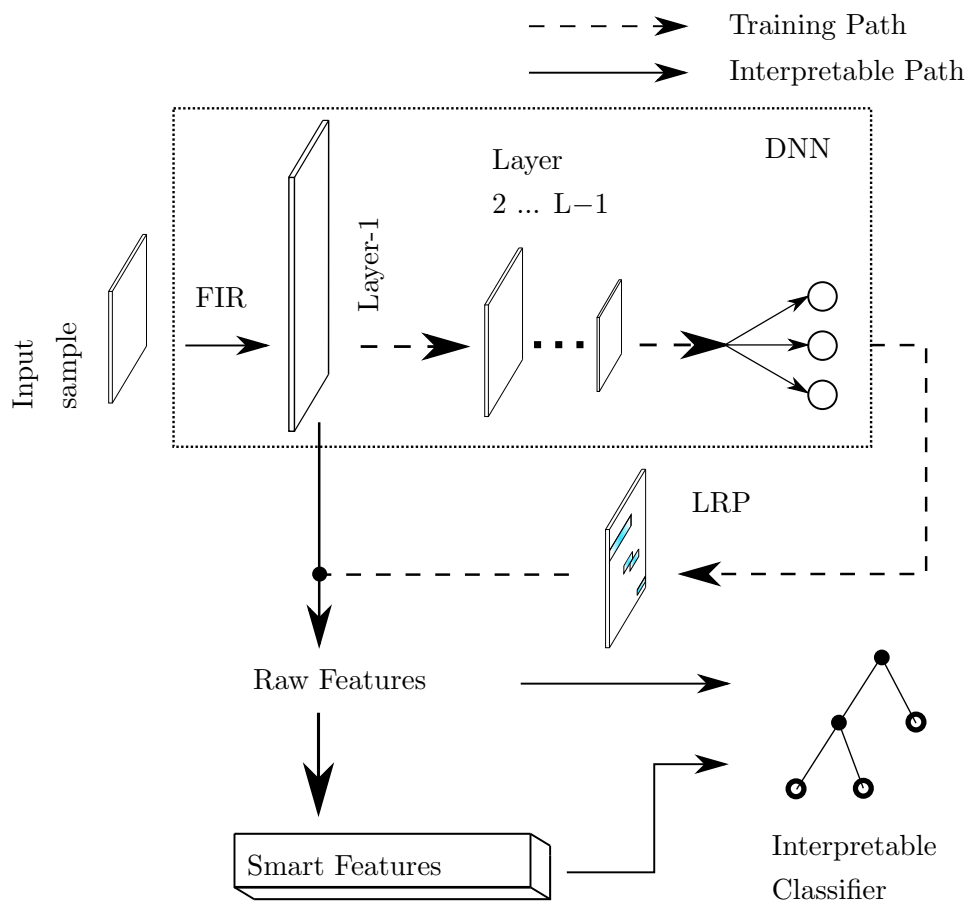 Training Path
Interpretable Path
DNN
Layer
2 ... L−1
Layer-1
FIR
Input
sample
LRP
Raw Features
Smart Features
Interpretable
Classifier